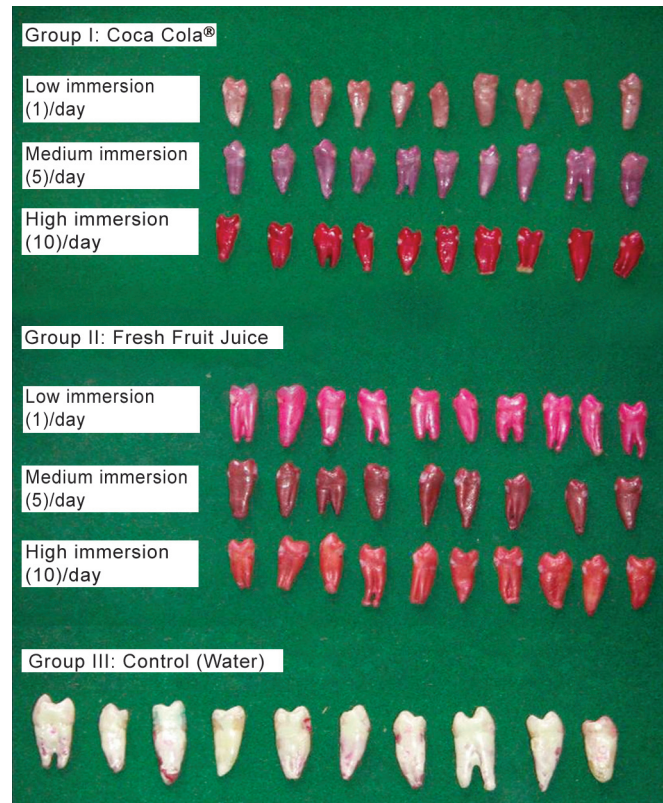 Group I: Coca Cola®
Low immersion
(1)/day
Medium immersion
(5)/day
High immersion
(10)/day
Group II: Fresh Fruit Juice
Low immersion
(1)/day
Medium immersion
(5)/day
High immersion
(10)/day
Group III: Control (Water)